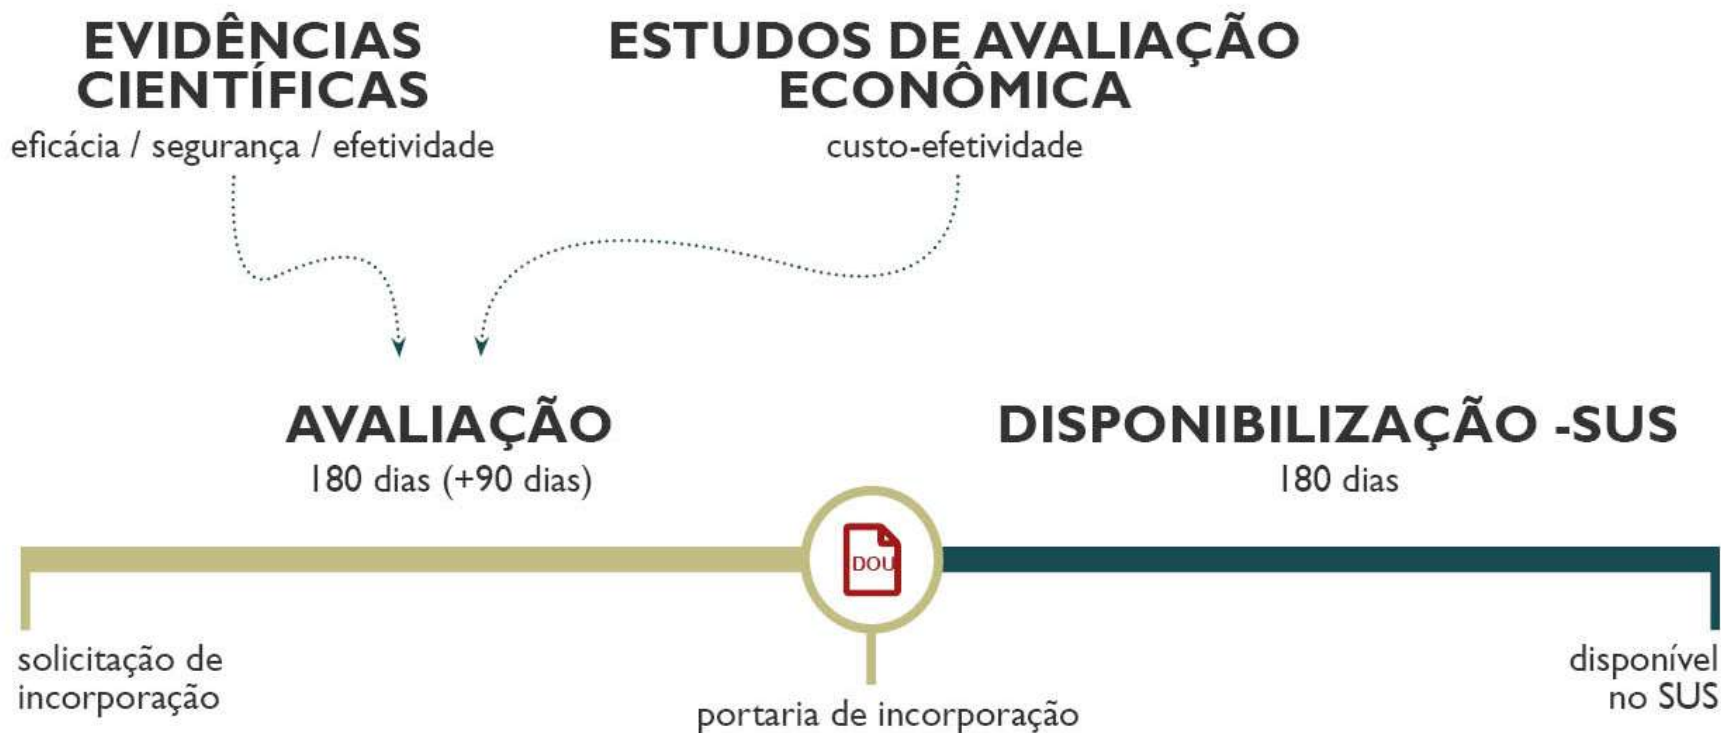 EVIDÊNCIAS
CIENTÍFICAS
eficácia / segurança / efetividade
ESTUDOS DE AVALIAÇÃO
ECONÔMICA
custo-efetividade
AVALIAÇÃO
180 dias (+90 dias)
DISPONIBILIZAÇÃO -SUS
180 dias
DOU
solicitação de
incorporação
portaria de incorporação
disponível
no SUS